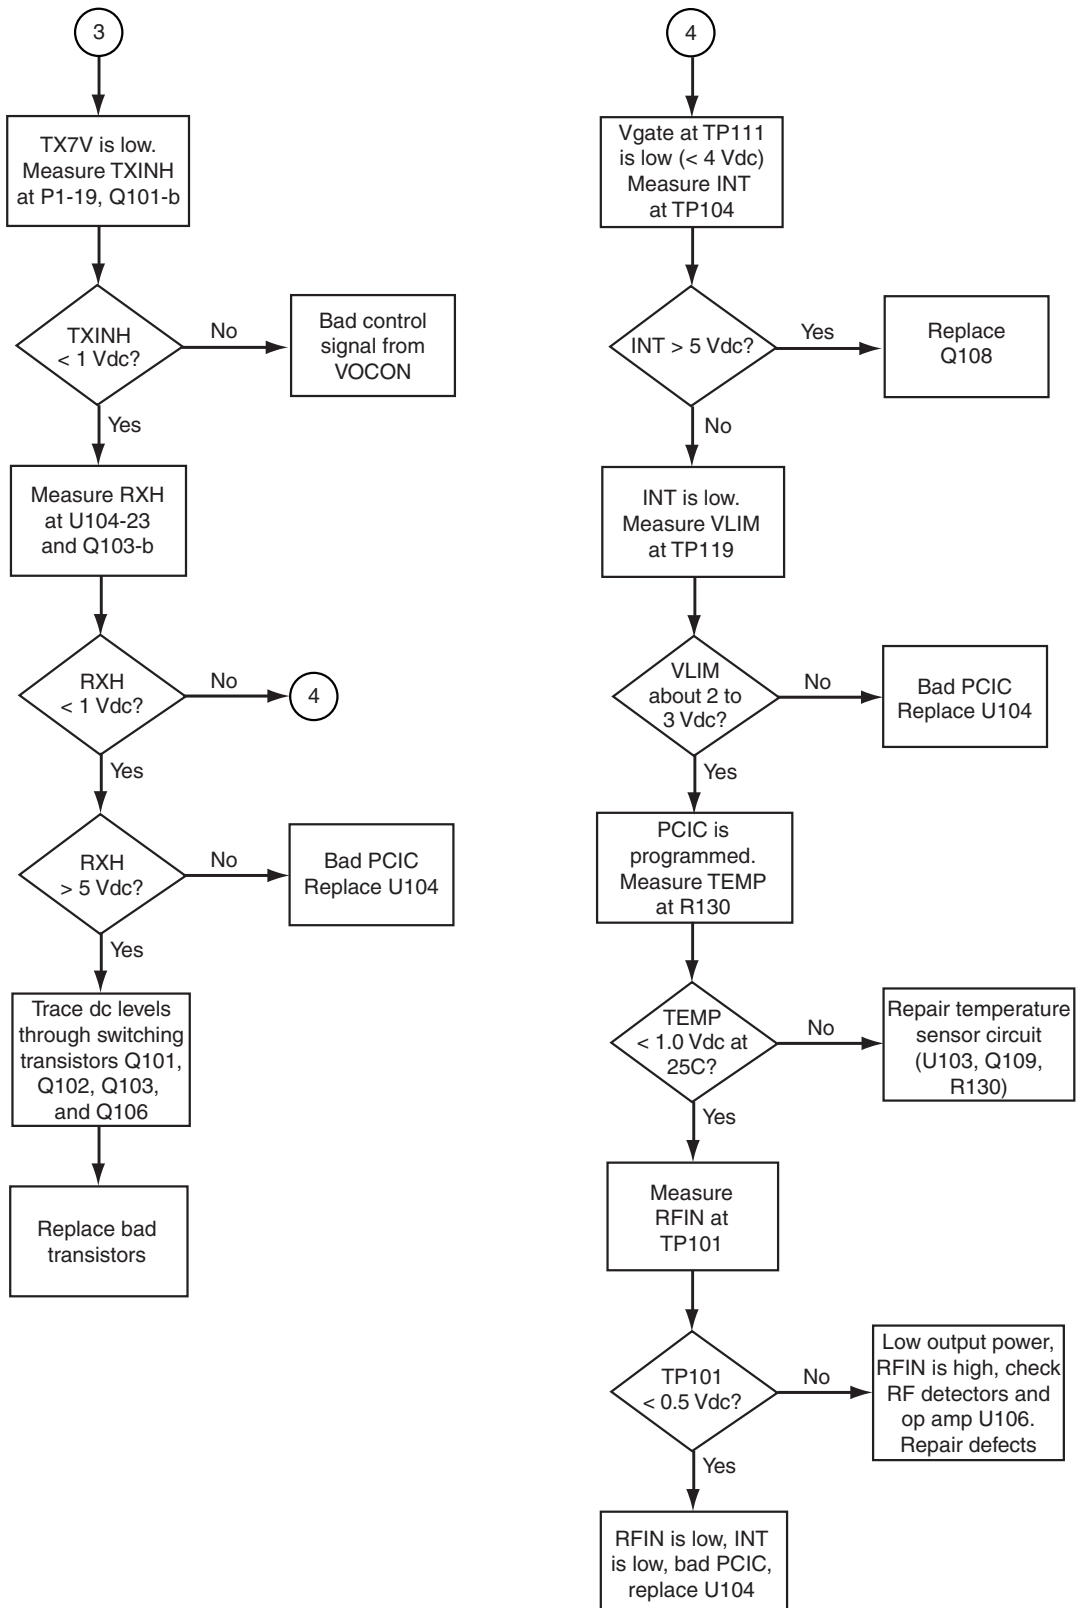 3
TX7V is low.
Measure TXINH
at P1-19, Q101-b
TXINH
< 1 Vdc?
No
Bad control
signal from
VOCON
Yes
Measure RXH
at U104-23
and Q103-b
RXH
< 1 Vdc?
No
4
Yes
RXH
> 5 Vdc?
No
Bad PCIC
Replace U104
Yes
Trace dc levels
through switching
transistors Q101,
Q102, Q103,
and Q106
Replace bad
transistors
4
Vgate at TP111
is low (< 4 Vdc)
Measure INT
at TP104
INT > 5 Vdc?
Yes
Replace
Q108
No
INT is low.
Measure VLIM
at TP119
VLIM
about 2 to
3 Vdc?
No
Bad PCIC
Replace U104
Yes
PCIC is
programmed.
Measure TEMP
at R130
TEMP
< 1.0 Vdc at
25C?
No
Repair temperature
sensor circuit
(U103, Q109,
R130)
Yes
Measure
RFIN at
TP101
TP101
< 0.5 Vdc?
No
Low output power,
RFIN is high, check
RF detectors and
op amp U106.
Repair defects
Yes
RFIN is low, INT
is low, bad PCIC,
replace U104